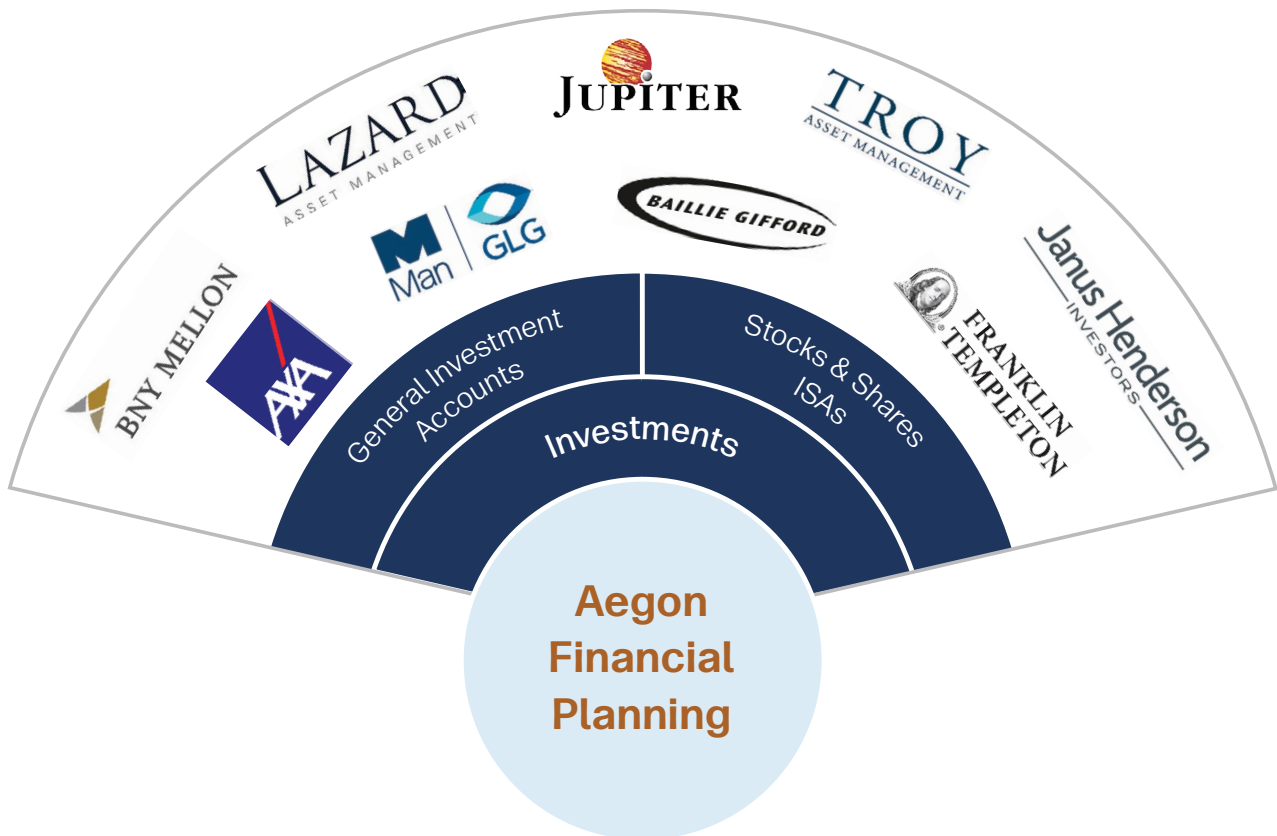 JUPITER
LAZARD
ASSET MANAGEMENT
TROY
ASSET MANAGEMENT
Man
GLG
BAILLIE GIFFORD
BNY MELLON
AXA
Janus Henderson
INVESTORS
FRANKLIN
TEMPLETON
General Investment
Accounts
Stocks & Shares
ISAs
Investments
Aegon
Financial
Planning